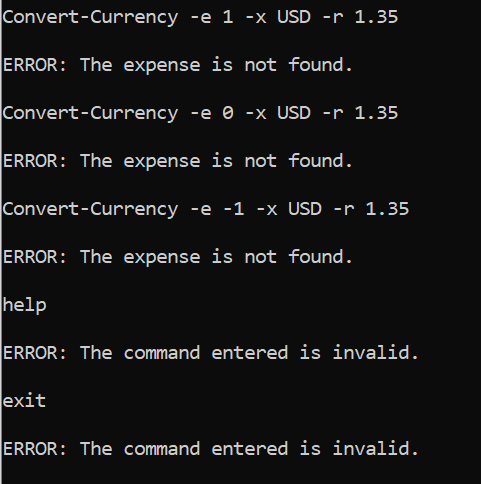 Convert-Currency -e 1 -x USD -r 1.35
ERROR: The expense is not found.
Convert-Currency -e 0 -x USD -r 1.35
ERROR: The expense is not found.
Convert-Currency -e -1 -x USD -r 1.35
ERROR: The expense is not found.
help
ERROR: The command entered is invalid.
exit
ERROR: The command entered is invalid.